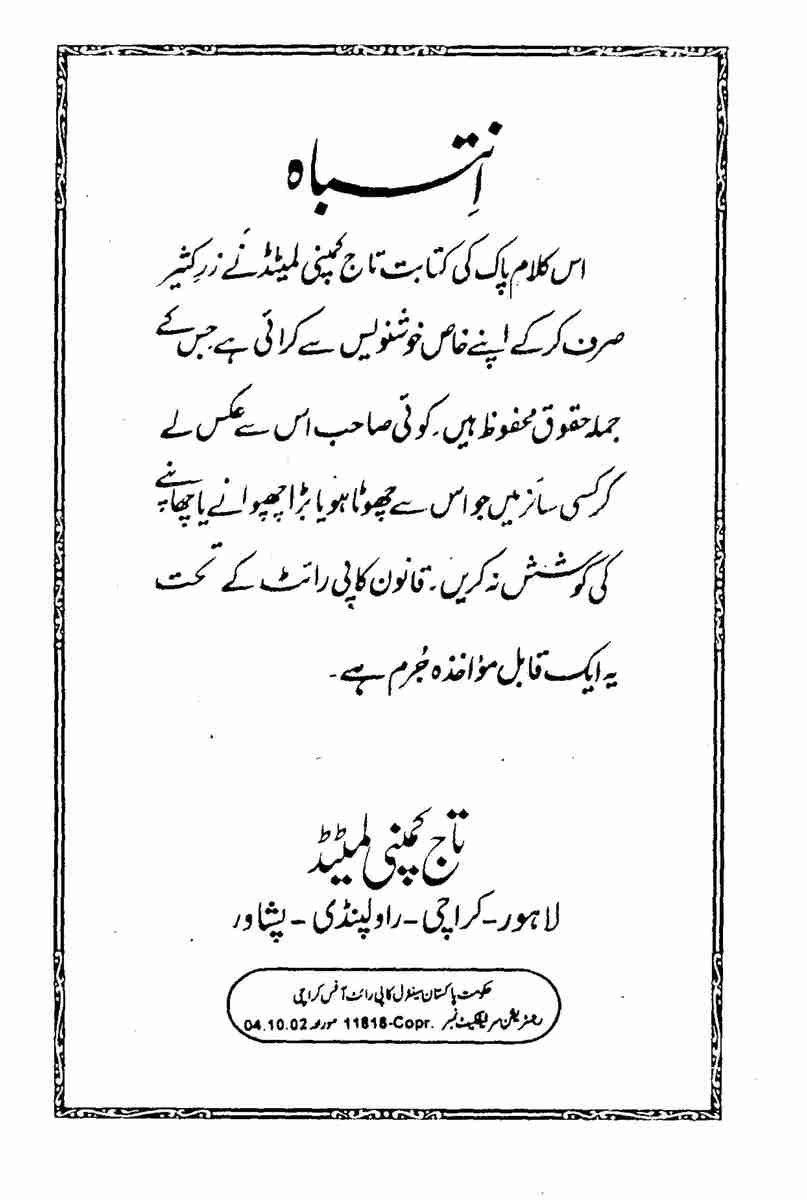 اِنتباہ
اس کلام پاک کی کتابت تاج کمپنی لمیٹڈ نے زرِ کثیر
صرف کر کے اپنے خاص خوشنویس سے کرائی ہے جس کے
جملہ حقوق محفوظ ہیں۔ کوئی صاحب اس سے عکس لے
کر کسی سائز میں جو اس سے چھوٹا ہو یا بڑا چھپوانے یا چھاپنے
کی کوشش نہ کریں۔ قانون کاپی رائٹ کے تحت
یہ ایک قابل مؤاخذہ جُرم ہے۔
تاج کمپنی لمٹیڈ
لاہور - کراچی - راولپنڈی - پشاور
حکومت پاکستان سینٹرل کاپی رائٹ آفس کراچی
رجسٹریشن سرٹیفکیٹ نمبر 11818-Copr. مورخہ 04.10.02